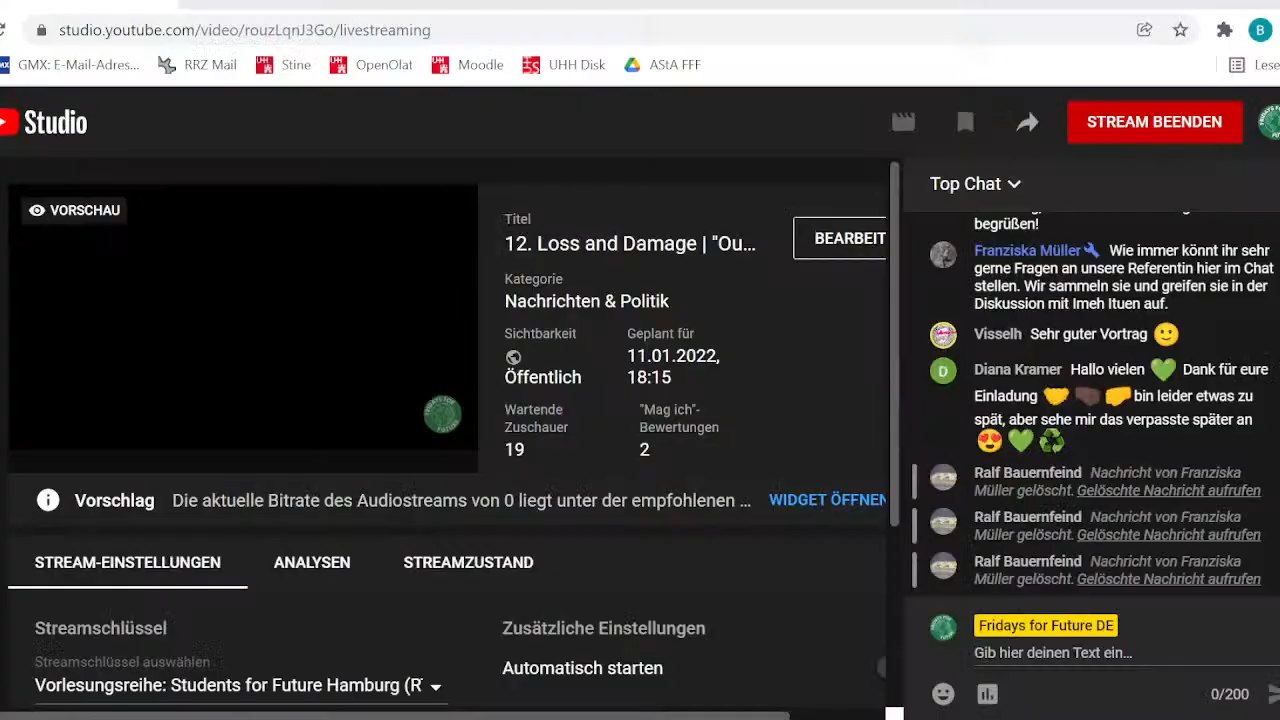 studio.youtube.com/video/rouzLqnJ3Go/livestreaming
B
GMX: E-Mail-Adres...
RRZ Mail
Stine
OpenOlat
Moodle
UHH Disk
AStA FFF
Lese
Studio
STREAM BEENDEN
VORSCHAU
FRIDAYS FOR FUTURE
Titel
12. Loss and Damage | "Ou...
BEARBEIT
Kategorie
Nachrichten & Politik
Sichtbarkeit
Geplant für
Öffentlich
11.01.2022,
18:15
Wartende
Zuschauer
"Mag ich"-
Bewertungen
19
2
Vorschlag
Die aktuelle Bitrate des Audiostreams von 0 liegt unter der empfohlenen ...
WIDGET ÖFFNEN
STREAM-EINSTELLUNGEN
ANALYSEN
STREAMZUSTAND
Streamschlüssel
Streamschlüssel auswählen
Vorlesungsreihe: Students for Future Hamburg (R
Zusätzliche Einstellungen
Automatisch starten
Top Chat
begrüßen!
Franziska Müller Wie immer könnt ihr sehr
gerne Fragen an unsere Referentin hier im Chat
stellen. Wir sammeln sie und greifen sie in der
Diskussion mit Imeh Ituen auf.
Visselh Sehr guter Vortrag 🙂
D
Diana Kramer Hallo vielen 💚 Dank für eure
Einladung 🤛🤜 bin leider etwas zu
spät, aber sehe mir das verpasste später an
😍💚♻️
Ralf Bauernfeind Nachricht von Franziska
Müller gelöscht. Gelöschte Nachricht aufrufen
Ralf Bauernfeind Nachricht von Franziska
Müller gelöscht. Gelöschte Nachricht aufrufen
Ralf Bauernfeind Nachricht von Franziska
Müller gelöscht. Gelöschte Nachricht aufrufen
Fridays for Future DE
Gib hier deinen Text ein...
0/200